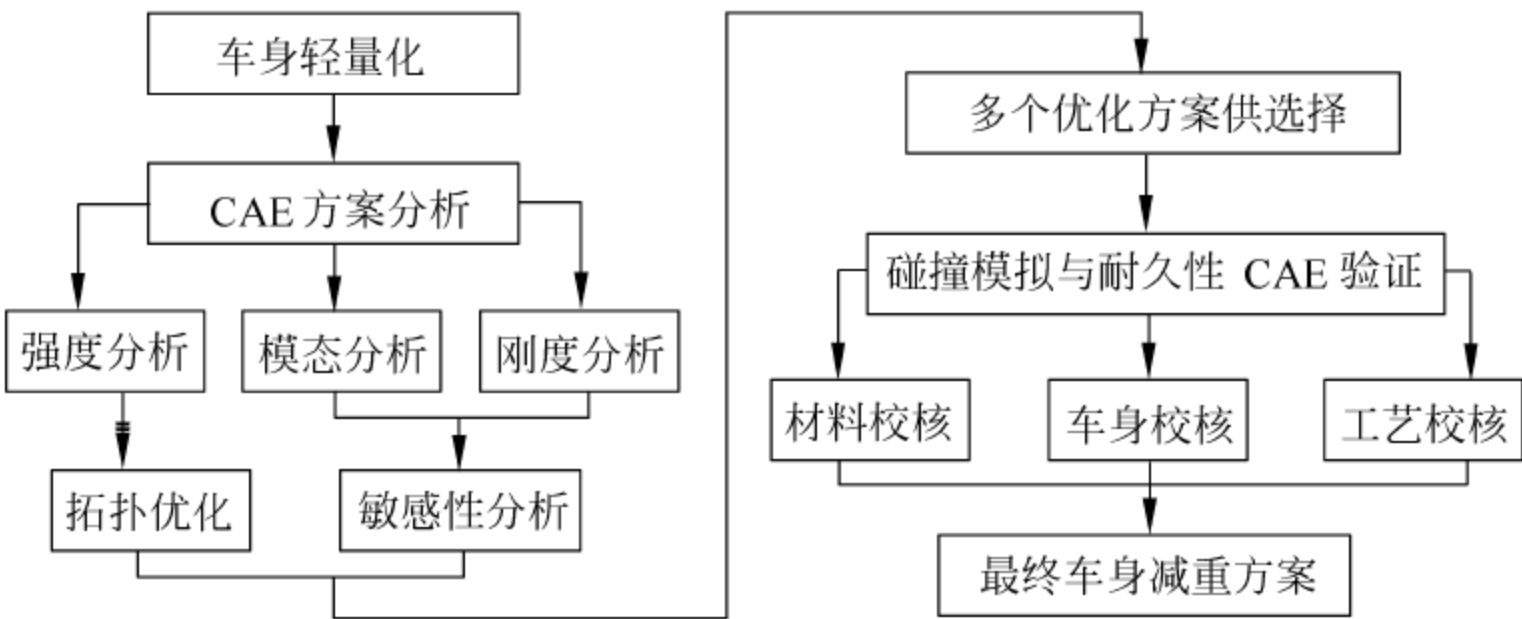 车身轻量化
CAE 方案分析
强度分析
模态分析
刚度分析
拓扑优化
敏感性分析
多个优化方案供选择
碰撞模拟与耐久性 CAE 验证
材料校核
车身校核
工艺校核
最终车身减重方案